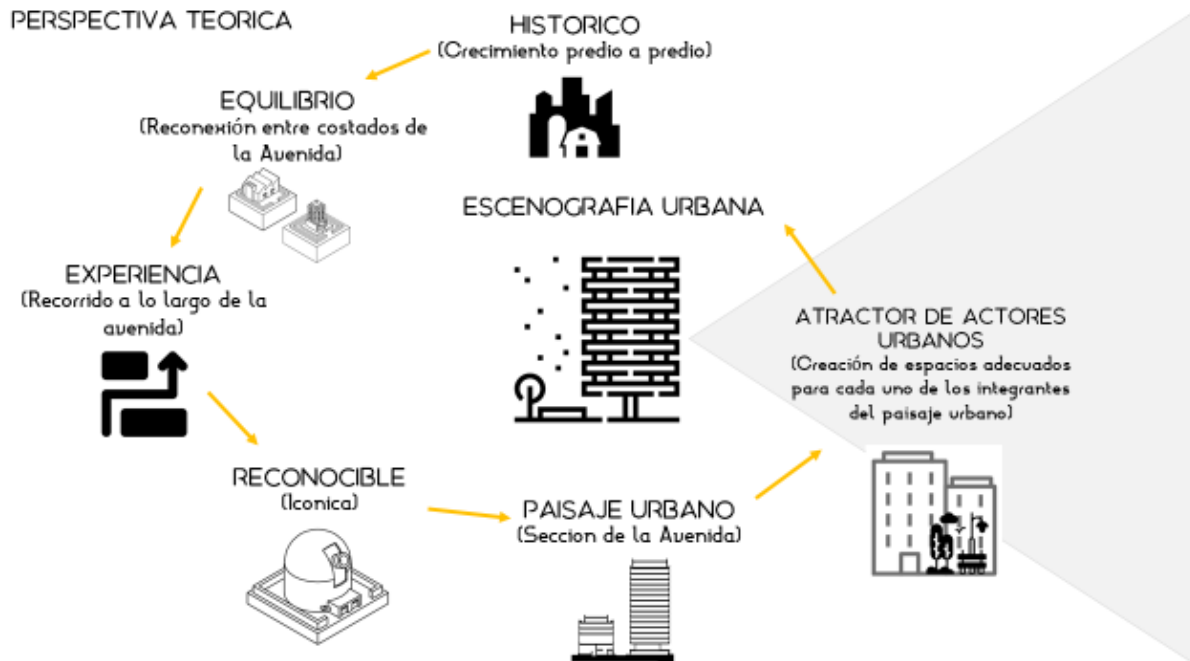 PERSPECTIVA TEORICA
HISTORICO
(Crecimiento predio a predio)
EQUILIBRIO
(Reconexión entre costados de
la Avenida)
ESCENOGRAFIA URBANA
EXPERIENCIA
(Recorrido a lo largo de la
avenida)
ATRACTOR DE ACTORES
URBANOS
(Creación de espacios adecuados
para cada uno de los integrantes
del paisaje urbano)
RECONOCIBLE
(Iconica)
PAISAJE URBANO
(Seccion de la Avenida)